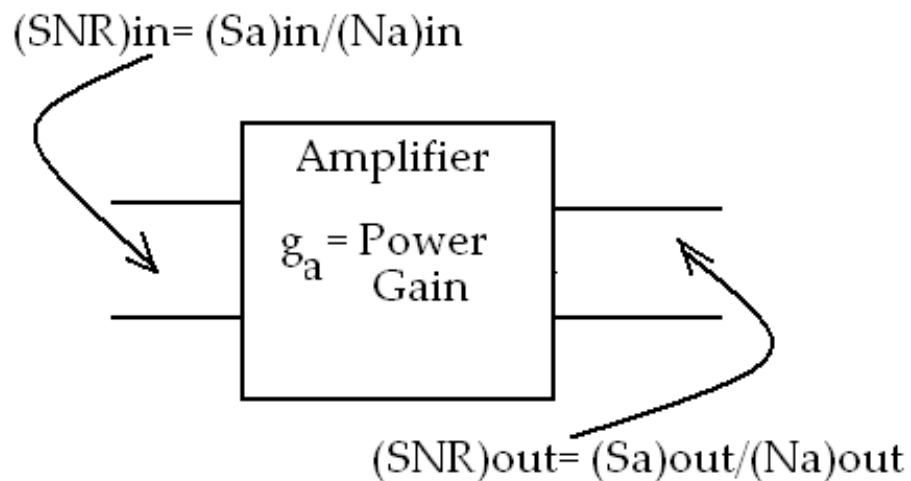 (SNR)in= (Sa)in/(Na)in
Amplifier
ga = Power
Gain
(SNR)out= (Sa)out/(Na)out